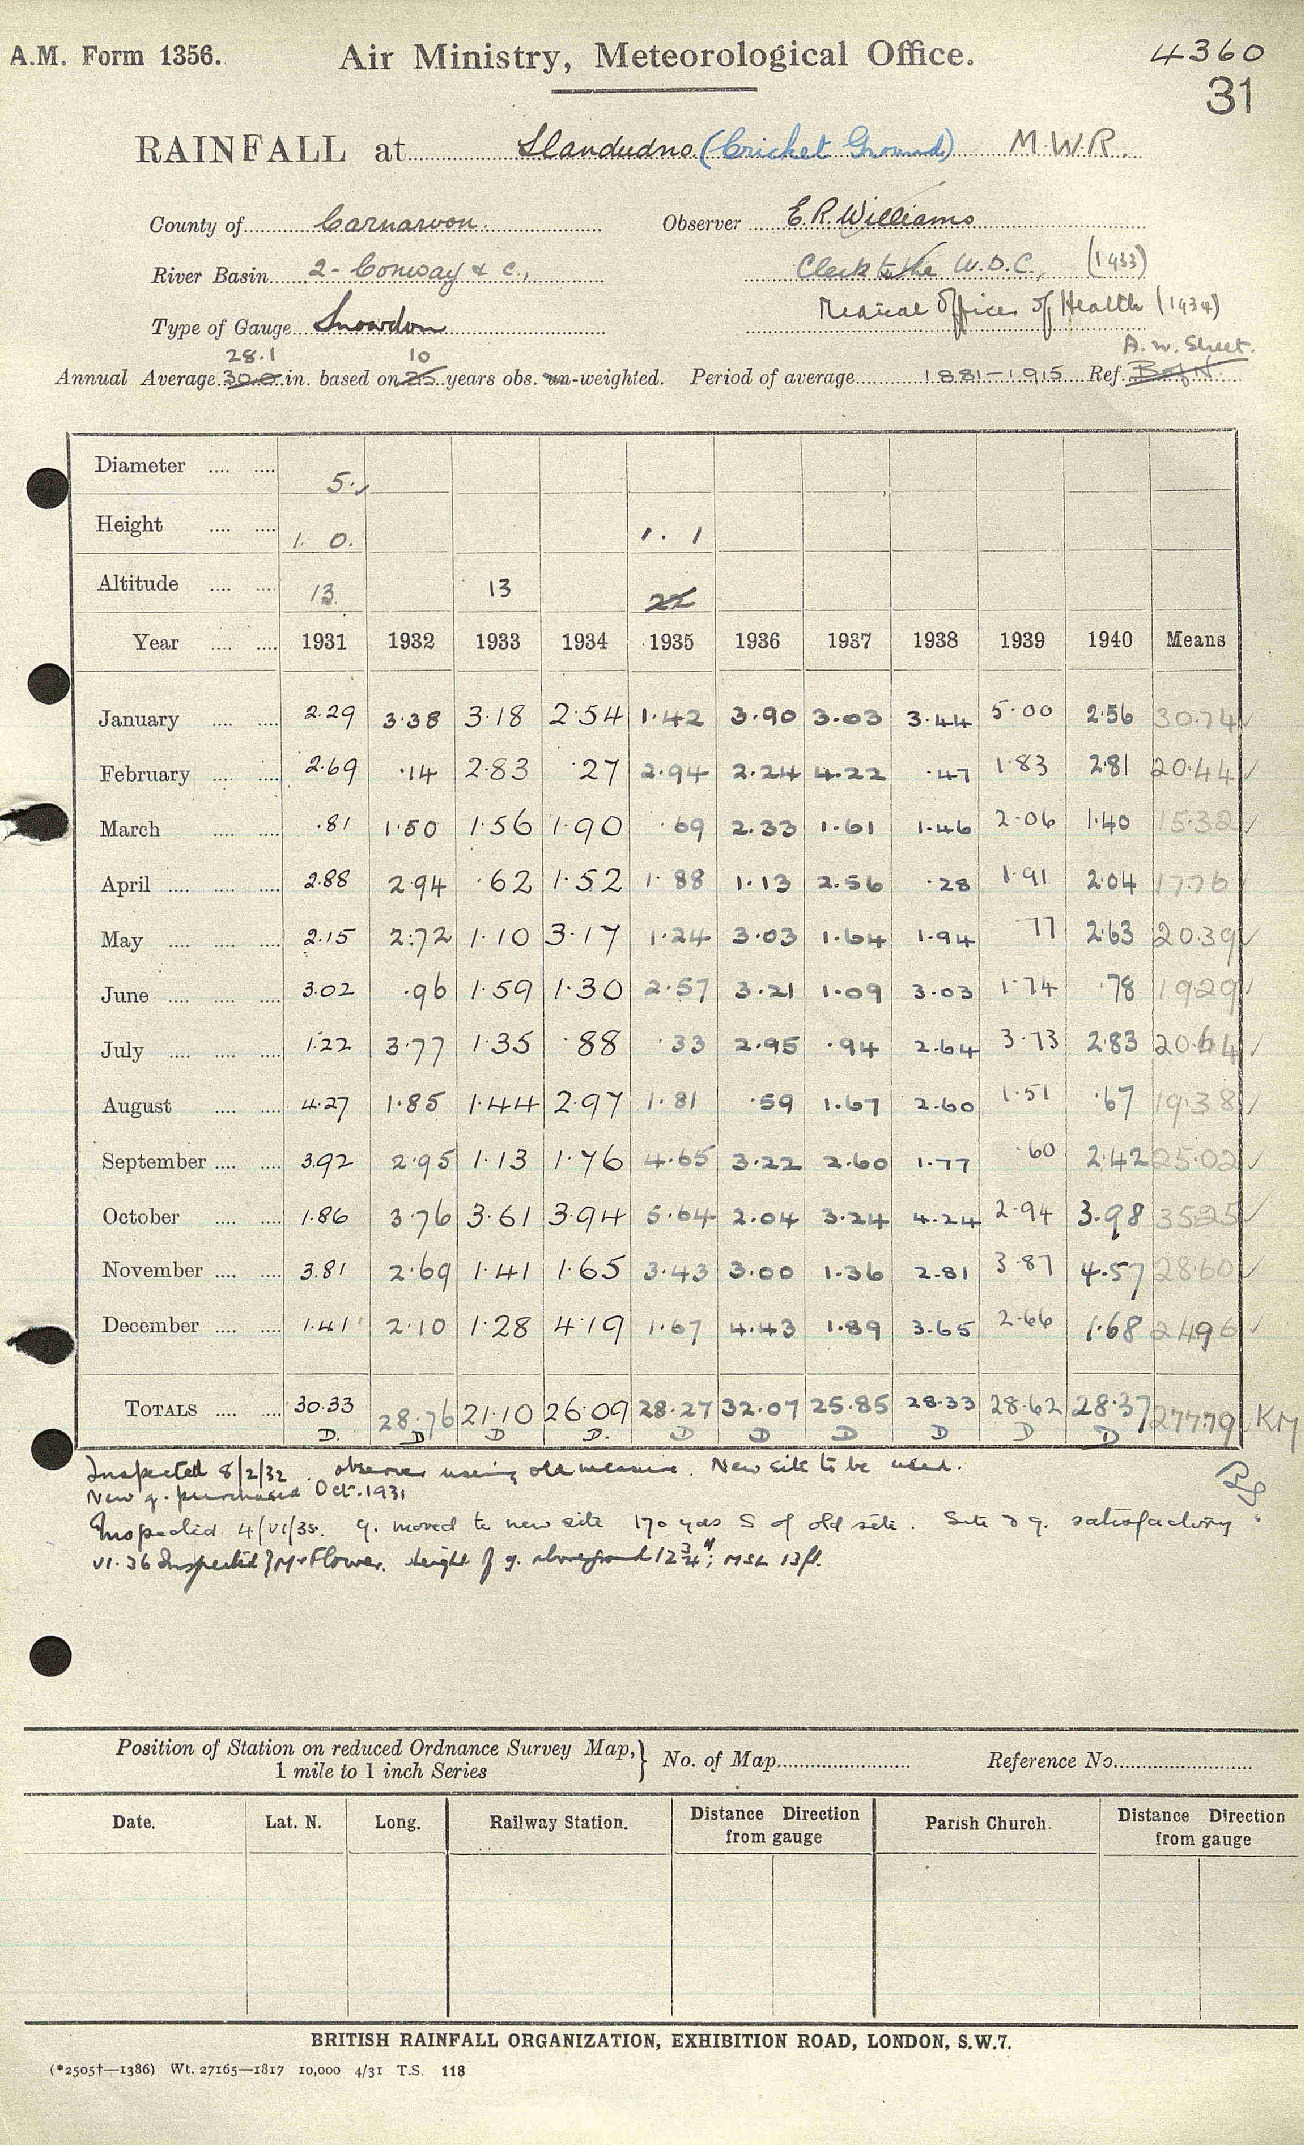 A.M. Form 1356. Air Ministry, Meteorological Office. 4360
31
RAINFALL at Llandudno (Cricket Ground) M.W.R.
County of Carnarvon Observer E.R. Williams
River Basin 2 - Conway & c., Clerk to the U.D.C., (1933)
Type of Gauge Snowdon Medical Officer of Health (1934)
28.1 10 A.W. Street.
Annual Average 30.0 in. based on 25 years obs. un-weighted. Period of average 1881-1915 Ref.
Diameter 5.
Height 1. 0. 1. 1
Altitude 13. 13 22
Year 1931 1932 1933 1934 1935 1936 1937 1938 1939 1940 Means
January 2.29 3.38 3.18 2.54 1.42 3.90 3.03 3.44 5.00 2.56 30.74 ✓
February 2.69 .14 2.83 .27 2.94 2.24 4.22 .47 1.83 2.81 20.44 ✓
March .81 1.50 1.56 1.90 .69 2.33 1.61 1.46 2.06 1.40 15.32 ✓
April 2.88 2.94 .62 1.52 1.88 1.13 2.56 .28 1.91 2.04 17.76 ✓
May 2.15 2.72 1.10 3.17 1.24 3.03 1.64 1.94 .77 2.63 20.39 ✓
June 3.02 .96 1.59 1.30 2.57 3.21 1.09 3.03 1.74 .78 19.29 ✓
July 1.22 3.77 1.35 .88 .33 2.95 .94 2.64 3.73 2.83 20.64 ✓
August 4.27 1.85 1.44 2.97 1.81 .59 1.67 2.60 1.51 .67 19.38 ✓
September 3.92 2.95 1.13 1.76 4.65 3.22 2.60 1.77 .60 2.42 25.02 ✓
October 1.86 3.76 3.61 3.94 5.64 2.04 3.24 4.24 2.94 3.98 35.25 ✓
November 3.81 2.69 1.41 1.65 3.43 3.00 1.36 2.81 3.87 4.57 28.60 ✓
December 1.41 2.10 1.28 4.19 1.67 4.43 1.89 3.65 2.66 1.68 24.96 ✓
TOTALS 30.33 28.76 21.10 26.09 28.27 32.07 25.85 28.33 28.62 28.37 277.79 ✓ KM
D. D D D. D D D D D D
Inspected 8/2/32. observer using old measure. New site to be used.
New g. purchased Oct. 1931
Inspected 4/VI/35. g. moved to new site 170 yds S of old site. Site & g. satisfactory.
VI.36 Inspected by Mr Flower. Height of g. above ground 12 3/4"; MSL 13ft.
Position of Station on reduced Ordnance Survey Map, 1 mile to 1 inch Series } No. of Map Reference No.
Date. Lat. N. Long. Railway Station. Distance Direction from gauge Parish Church. Distance Direction from gauge
BRITISH RAINFALL ORGANIZATION, EXHIBITION ROAD, LONDON, S.W.7.
(*2505†—1386) Wt. 27165—1817 10,000 4/31 T.S. 118